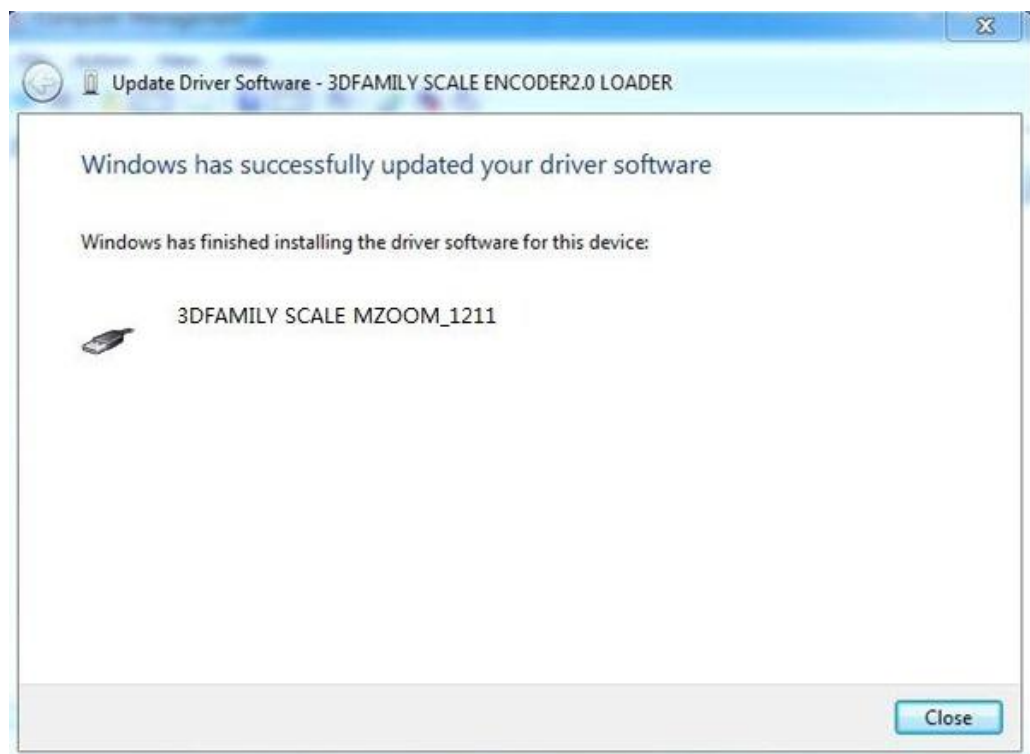 Update Driver Software - 3DFAMILY SCALE ENCODER2.0 LOADER
Windows has successfully updated your driver software
Windows has finished installing the driver software for this device:
3DFAMILY SCALE MZOOM_1211
Close